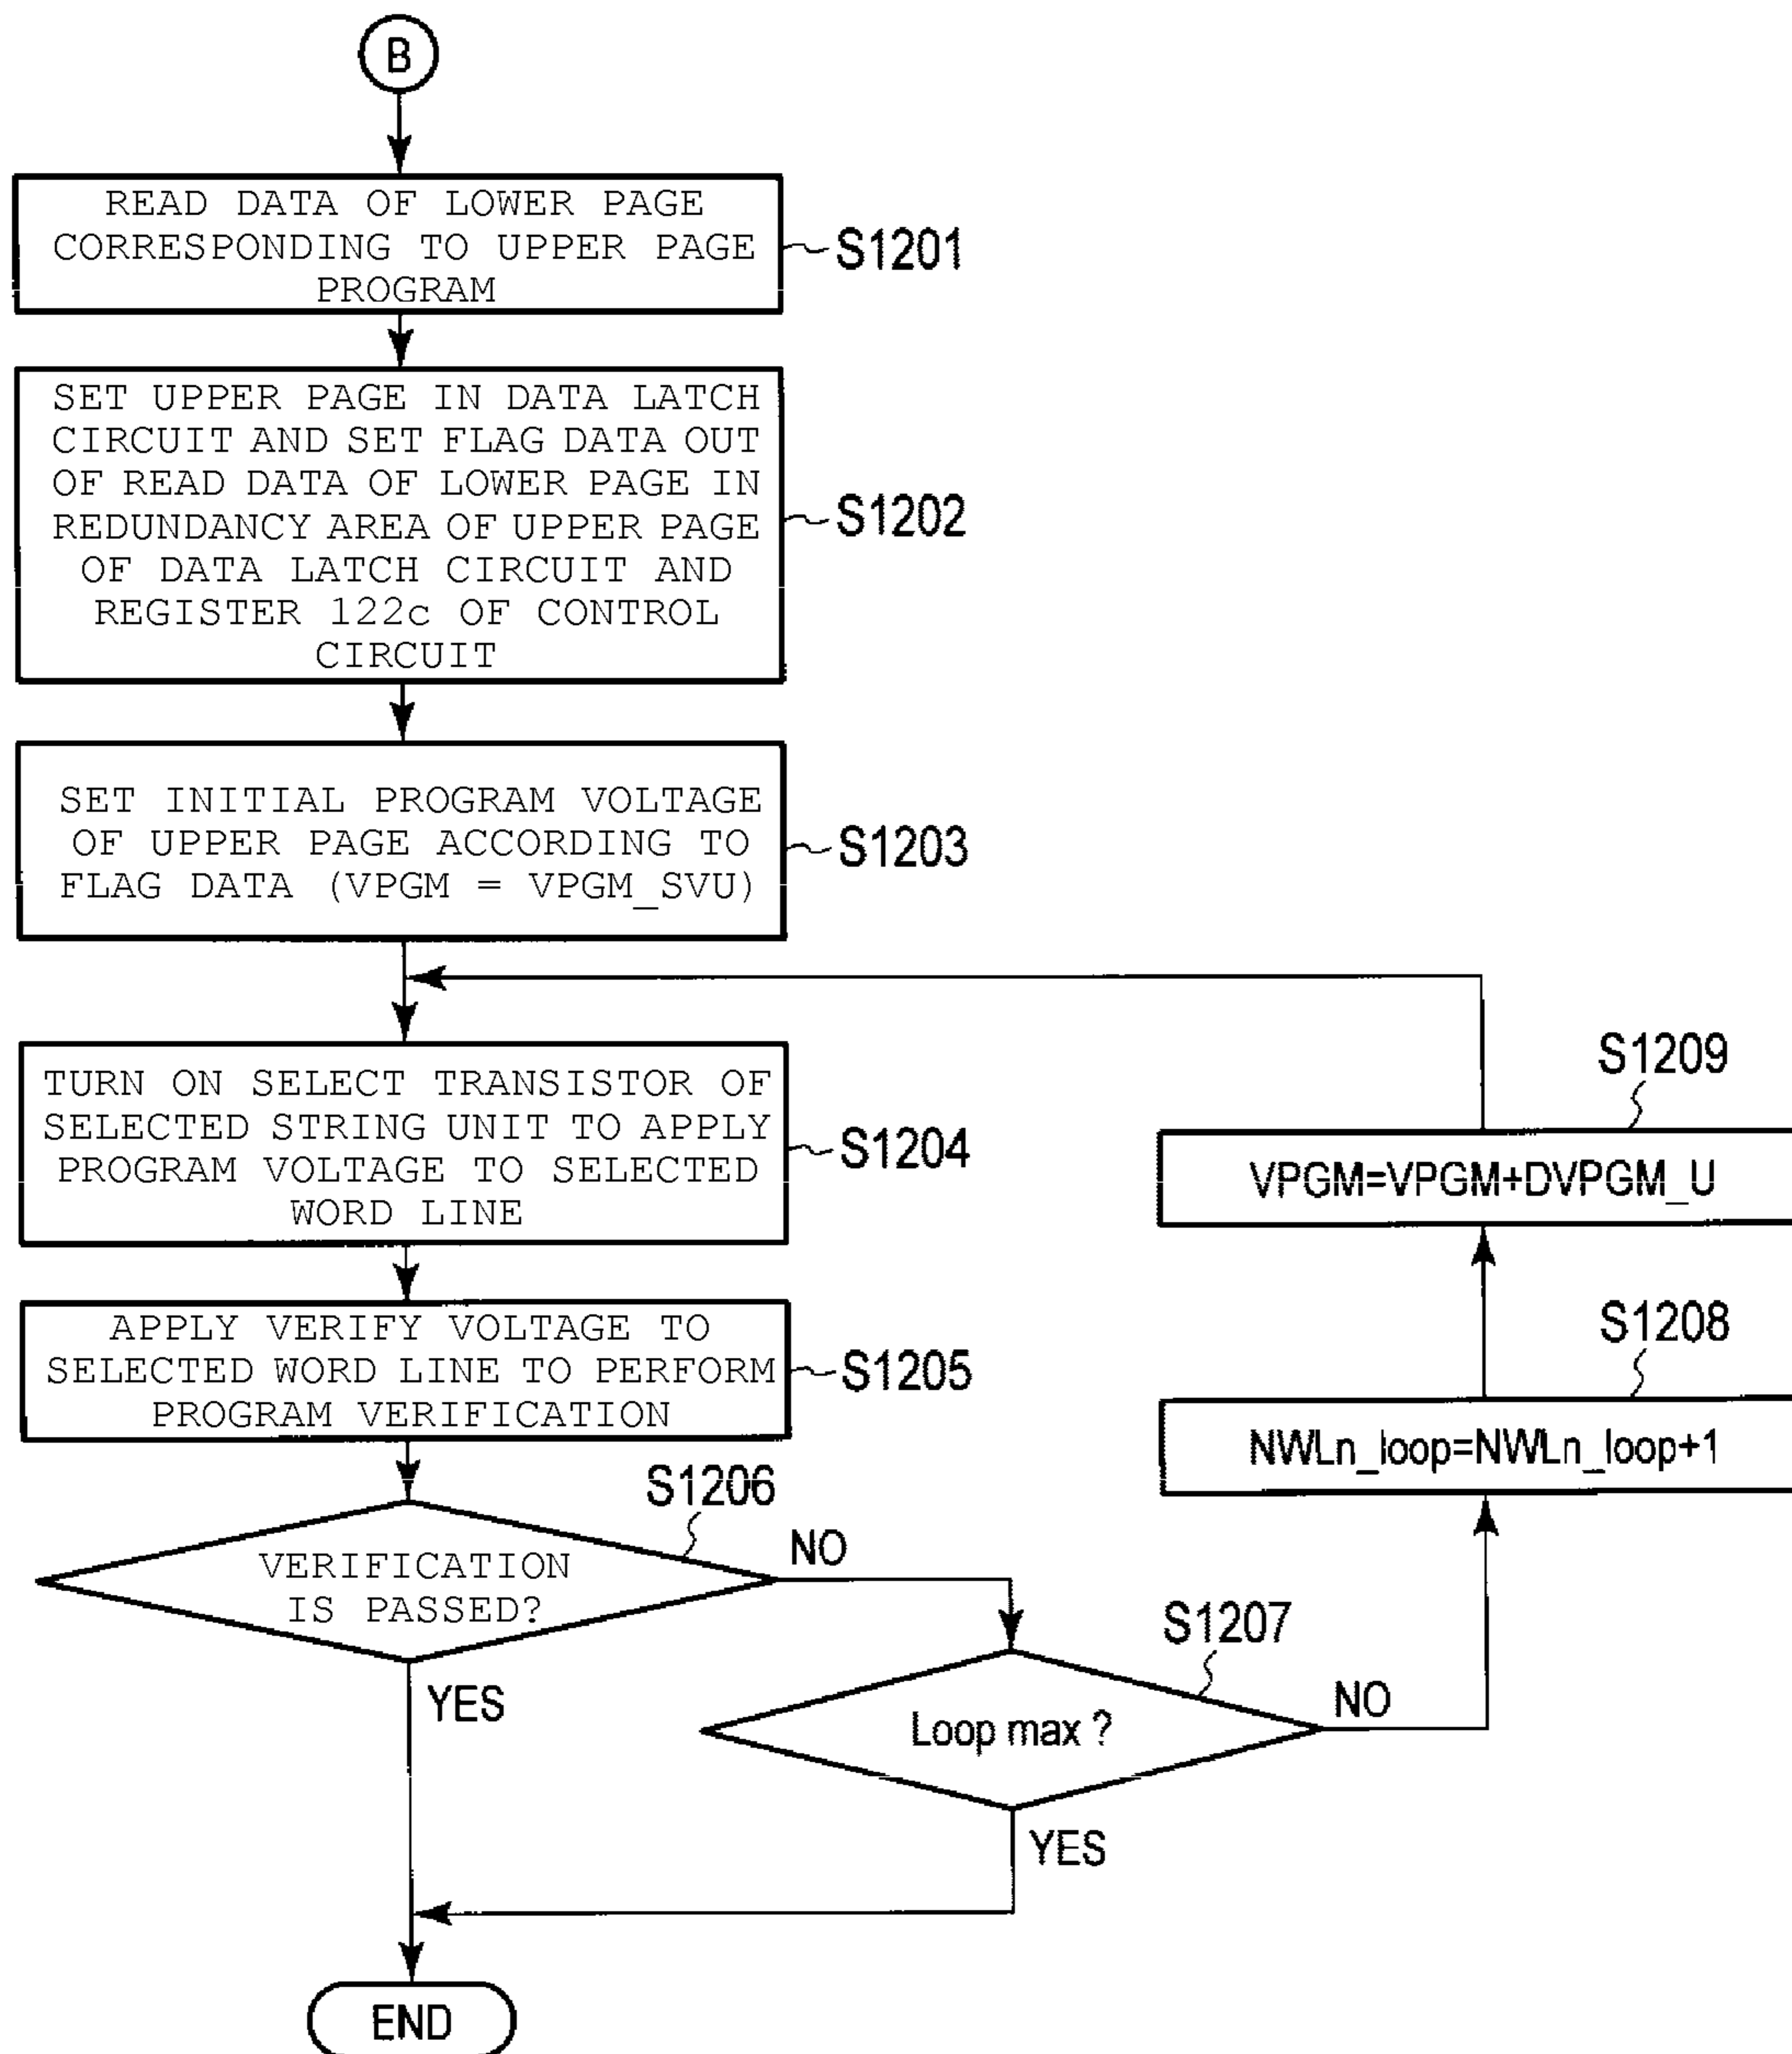 B
READ DATA OF LOWER PAGE
CORRESPONDING TO UPPER PAGE
PROGRAM
S1201
SET UPPER PAGE IN DATA LATCH
CIRCUIT AND SET FLAG DATA OUT
OF READ DATA OF LOWER PAGE IN
REDUNDANCY AREA OF UPPER PAGE
OF DATA LATCH CIRCUIT AND
REGISTER 122c OF CONTROL
CIRCUIT
S1202
SET INITIAL PROGRAM VOLTAGE
OF UPPER PAGE ACCORDING TO
FLAG DATA (VPGM = VPGM_SVU)
S1203
TURN ON SELECT TRANSISTOR OF
SELECTED STRING UNIT TO APPLY
PROGRAM VOLTAGE TO SELECTED
WORD LINE
S1204
APPLY VERIFY VOLTAGE TO
SELECTED WORD LINE TO PERFORM
PROGRAM VERIFICATION
S1205
S1206
VERIFICATION
IS PASSED?
NO
YES
S1207
Loop max ?
NO
YES
S1208
NWLn_loop=NWLn_loop+1
S1209
VPGM=VPGM+DVPGM_U
END